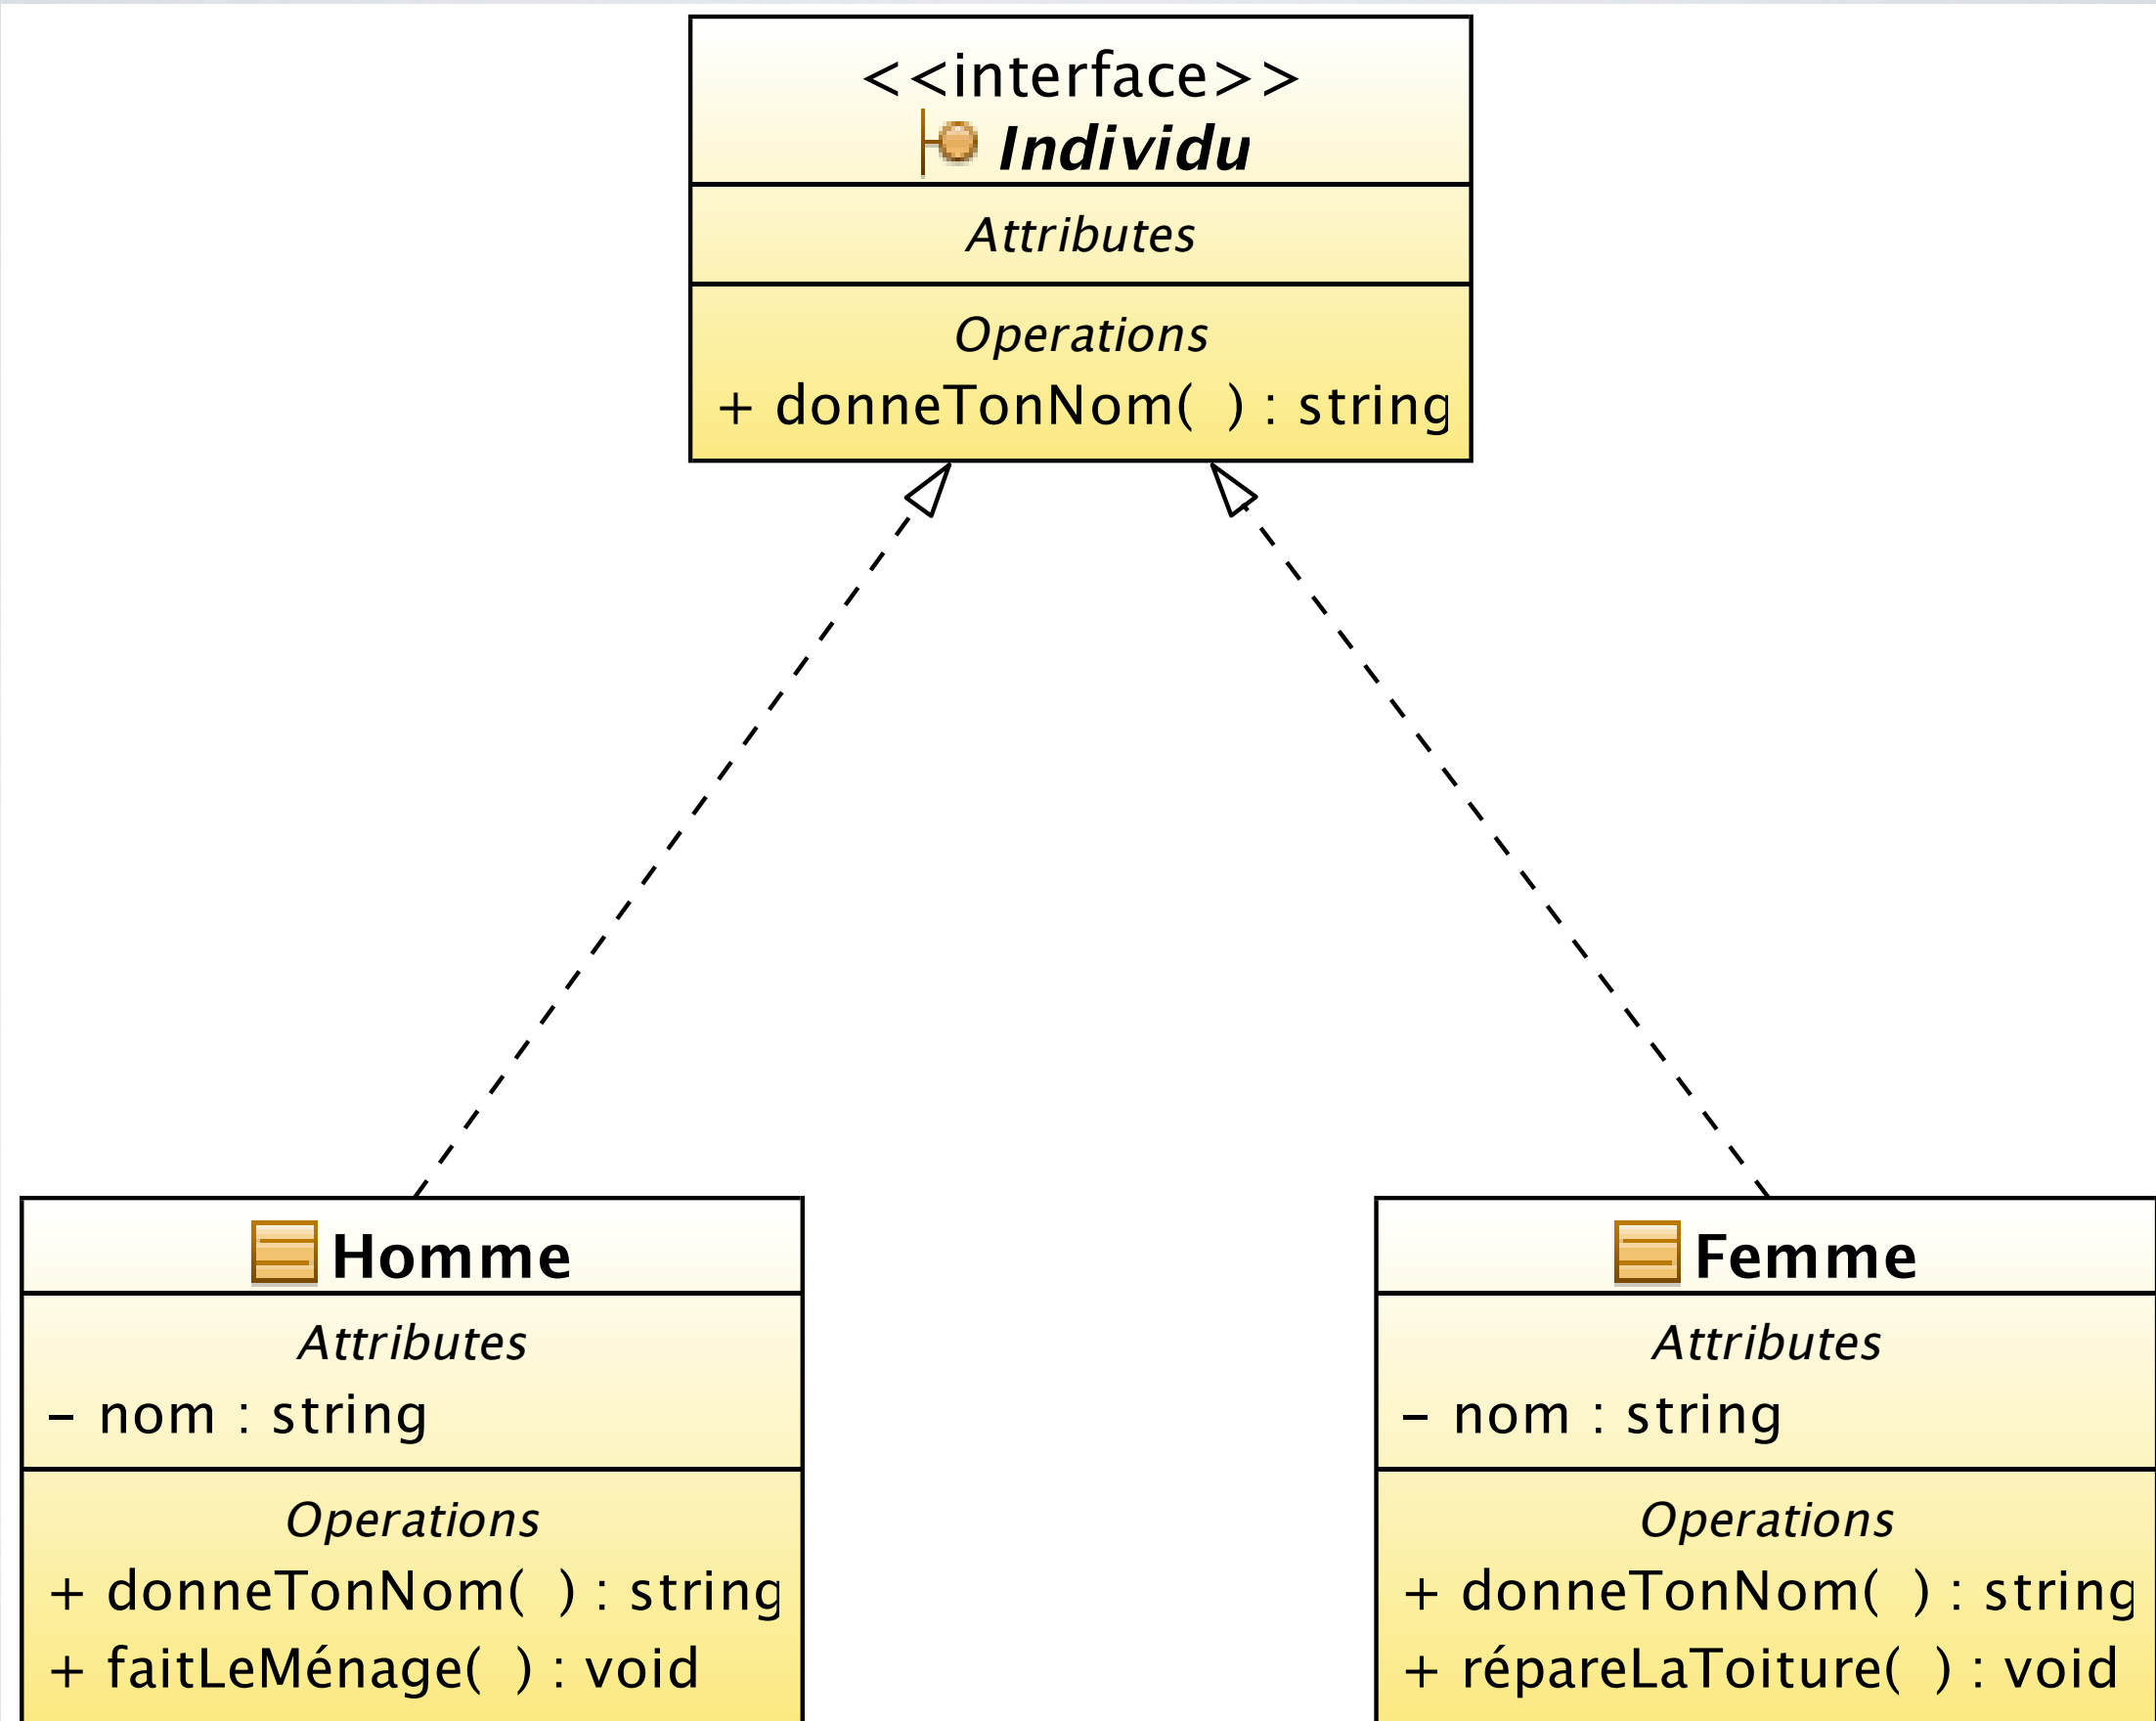 <<interface>>
Individu
Attributes
Operations
+ donneTonNom( ) : string
Homme
Attributes
– nom : string
Operations
+ donneTonNom( ) : string
+ faitLeMénage( ) : void
Femme
Attributes
– nom : string
Operations
+ donneTonNom( ) : string
+ répareLaToiture( ) : void